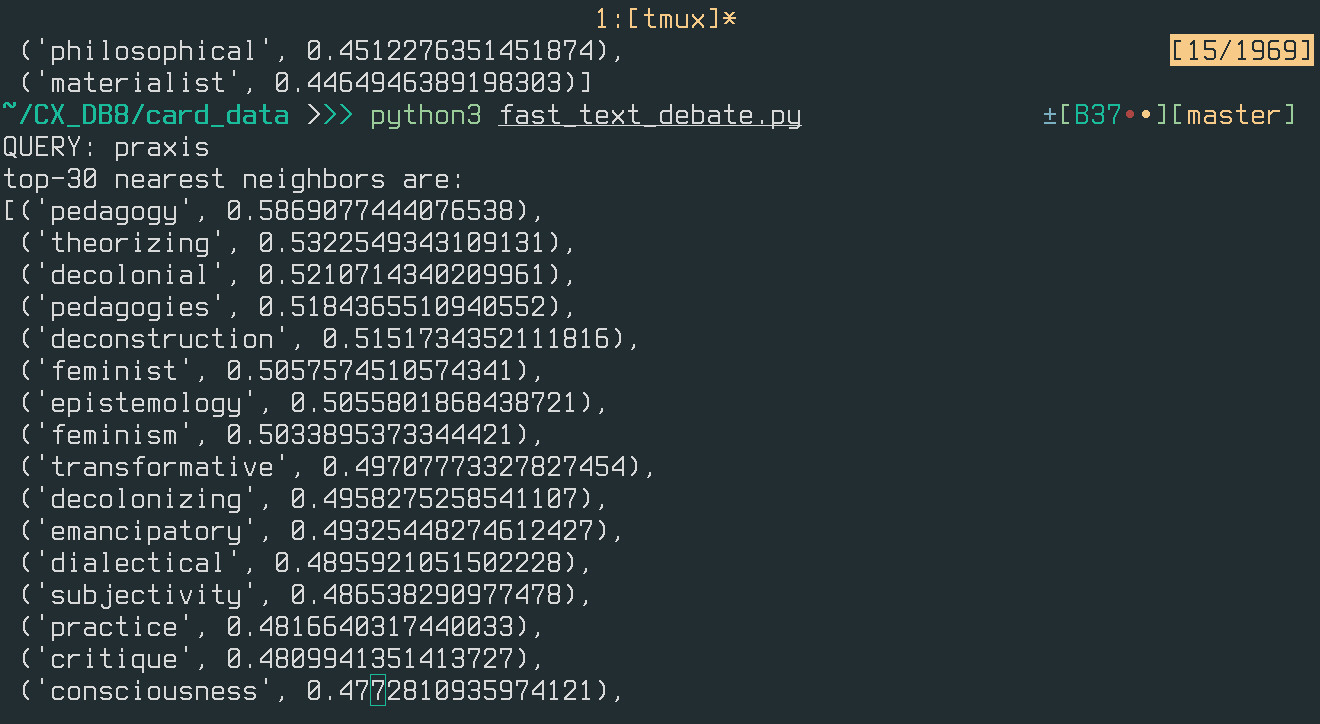 1:[tmux]*
('philosophical', 0.4512276351451874), [15/1969]
('materialist', 0.4464946389198303)]
~/CX_DB8/card_data >>> python3 fast_text_debate.py ±[B37••][master]
QUERY: praxis
top-30 nearest neighbors are:
[('pedagogy', 0.5869077444076538),
('theorizing', 0.5322549343109131),
('decolonial', 0.5210714340209961),
('pedagogies', 0.5184365510940552),
('deconstruction', 0.5151734352111816),
('feminist', 0.5057574510574341),
('epistemology', 0.5055801868438721),
('feminism', 0.5033895373344421),
('transformative', 0.49707773327827454),
('decolonizing', 0.4958275258541107),
('emancipatory', 0.49325448274612427),
('dialectical', 0.4895921051502228),
('subjectivity', 0.486538290977478),
('practice', 0.4816640317440033),
('critique', 0.4809941351413727),
('consciousness', 0.4772810935974121),